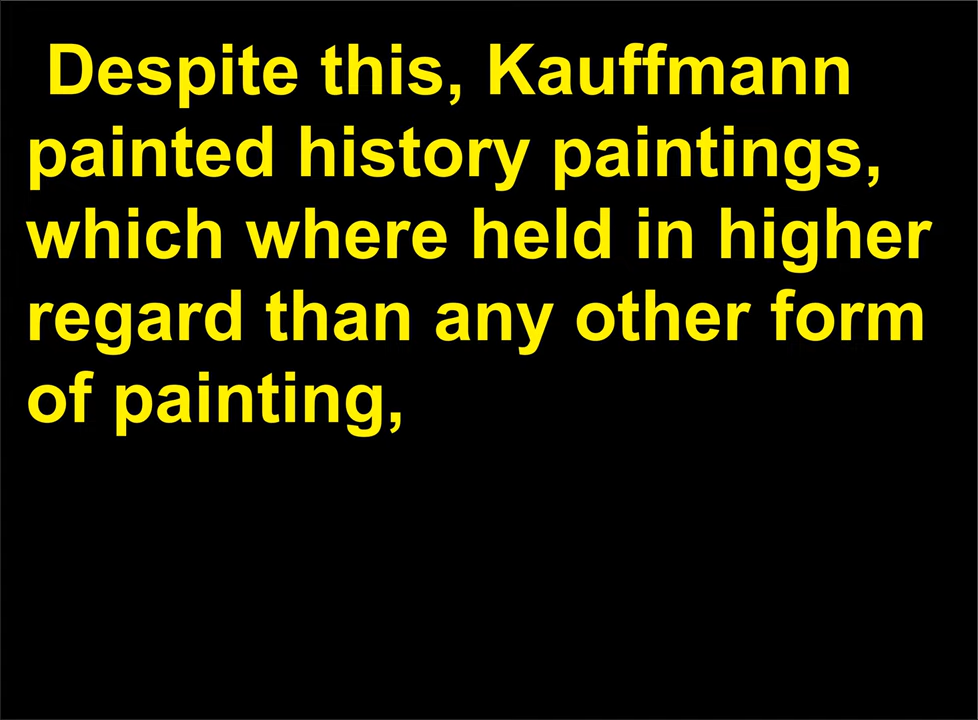 Despite this, Kauffmann
painted history paintings,
which where held in higher
regard than any other form
of painting,